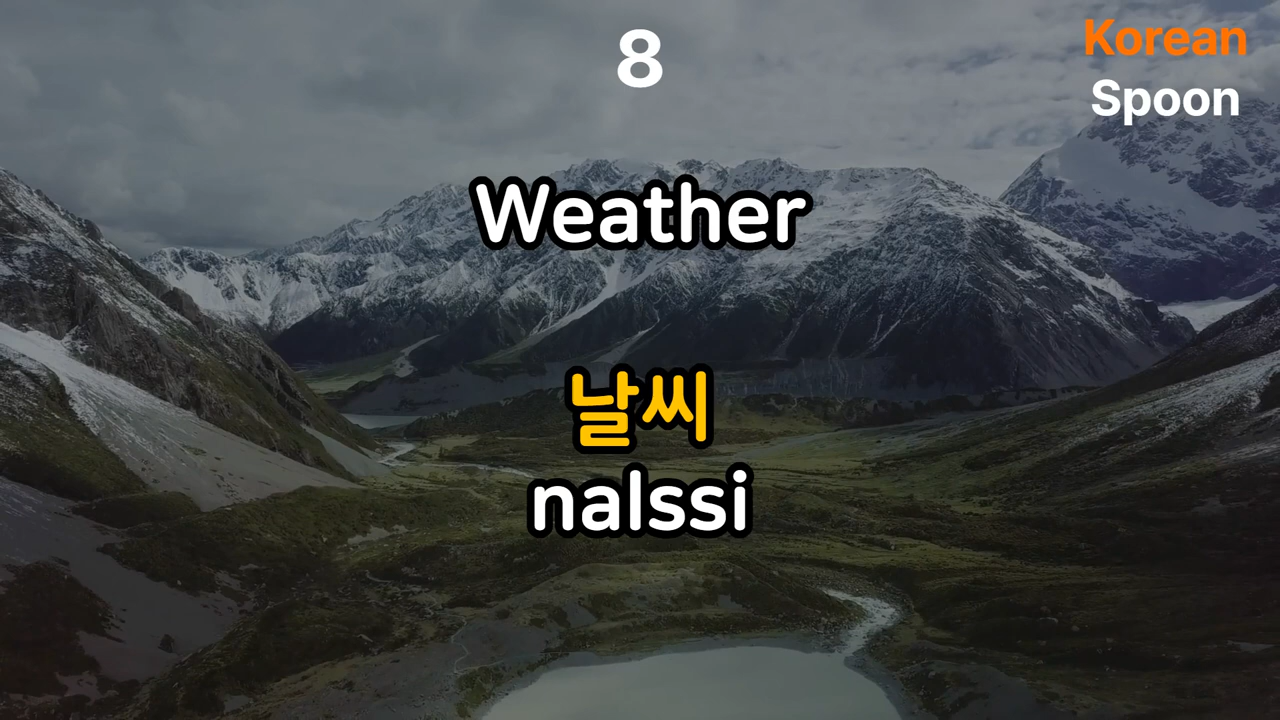 8
Korean
Spoon
Weather
날씨
nalssi